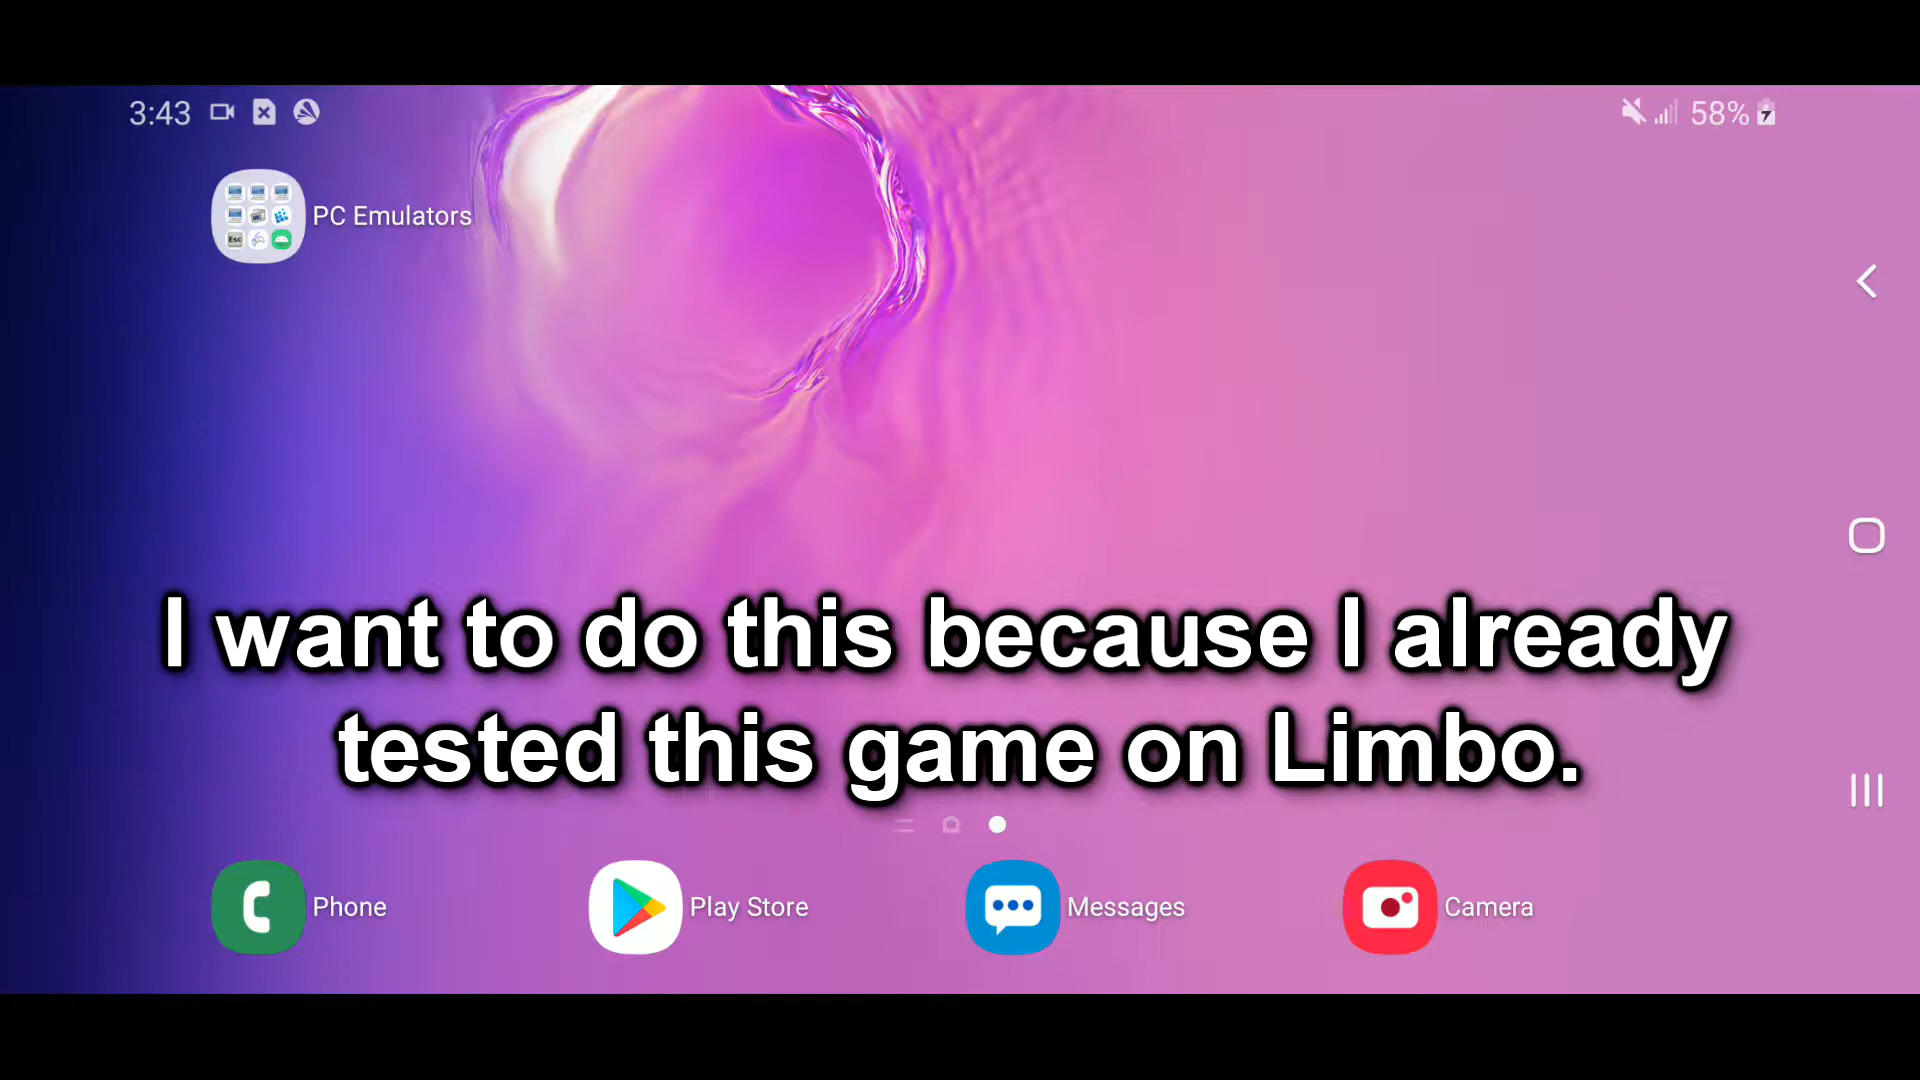 3:43
58%
PC Emulators
Esc
I want to do this because I already
tested this game on Limbo.
Phone
Play Store
Messages
Camera